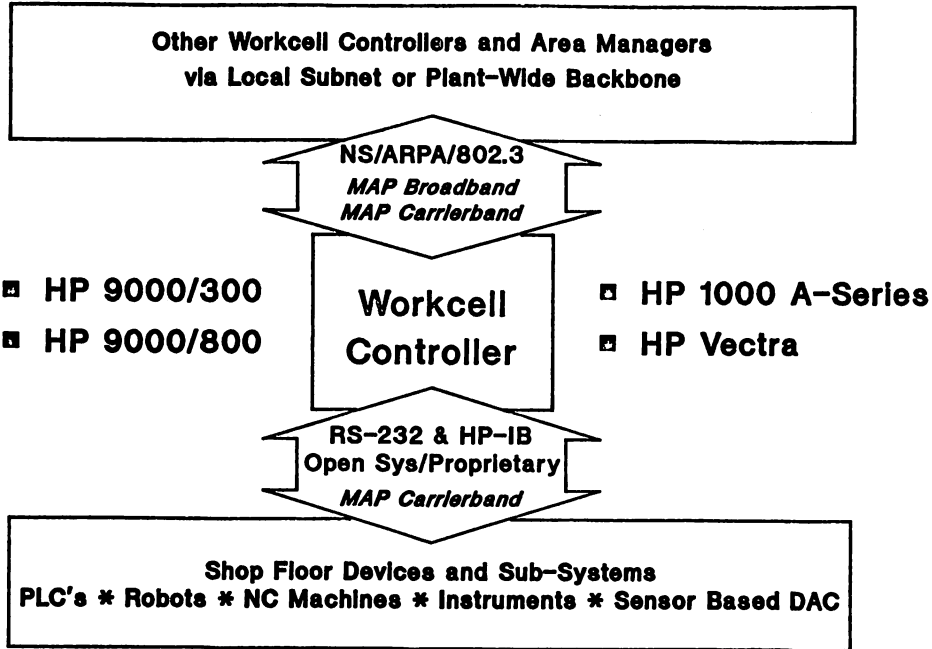 Other Workcell Controllers and Area Managers
via Local Subnet or Plant-Wide Backbone
NS/ARPA/802.3
MAP Broadband
MAP Carrierband
HP 9000/300
HP 9000/800
Workcell
Controller
HP 1000 A-Series
HP Vectra
RS-232 & HP-IB
Open Sys/Proprietary
MAP Carrierband
Shop Floor Devices and Sub-Systems
PLC's * Robots * NC Machines * Instruments * Sensor Based DAC